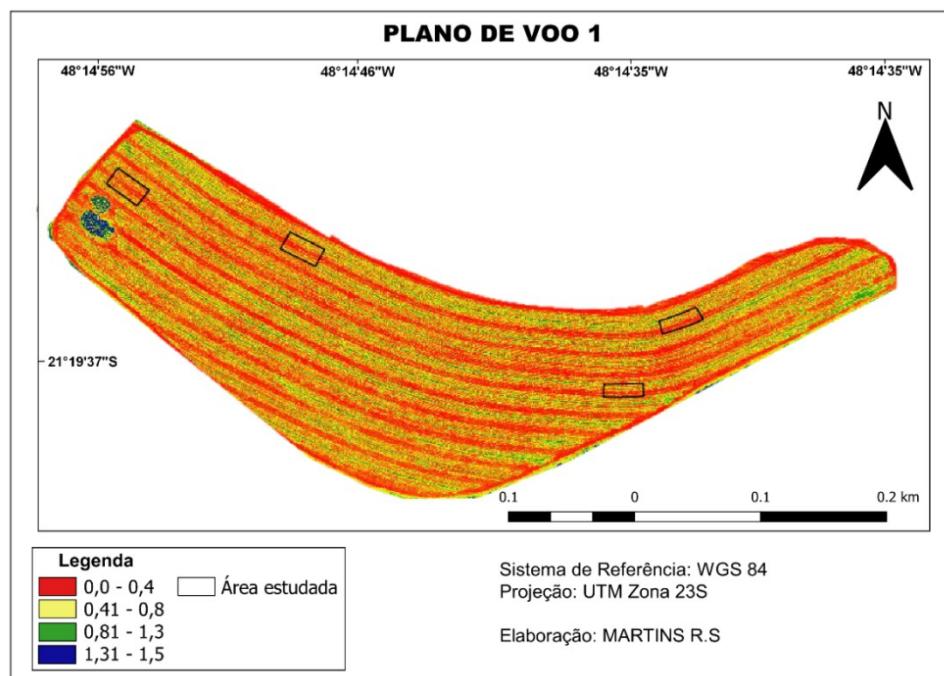 PLANO DE VOO 1
48°14'56"W 48°14'46"W 48°14'35"W 48°14'35"W
N
21°19'37"S
0.1 0 0.1 0.2 km
Legenda
0,0 - 0,4 Área estudada
0,41 - 0,8
0,81 - 1,3
1,31 - 1,5
Sistema de Referência: WGS 84
Projeção: UTM Zona 23S
Elaboração: MARTINS R.S